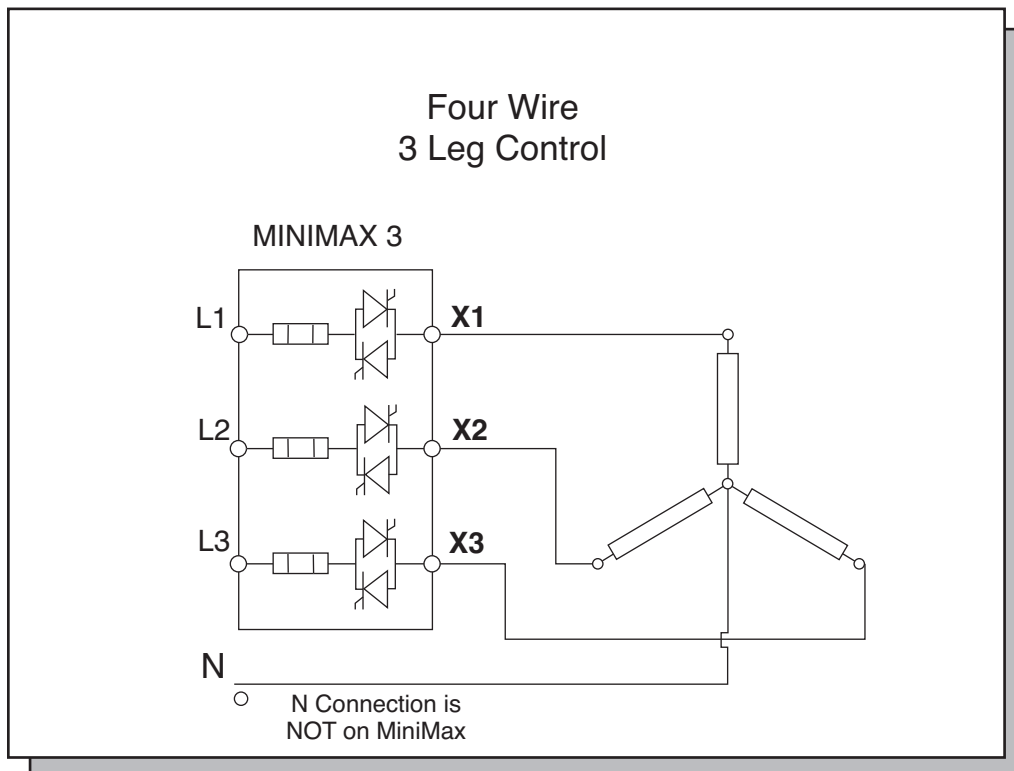 Four Wire
3 Leg Control
MINIMAX 3
L1
X1
L2
X2
L3
X3
N
N Connection is
NOT on MiniMax